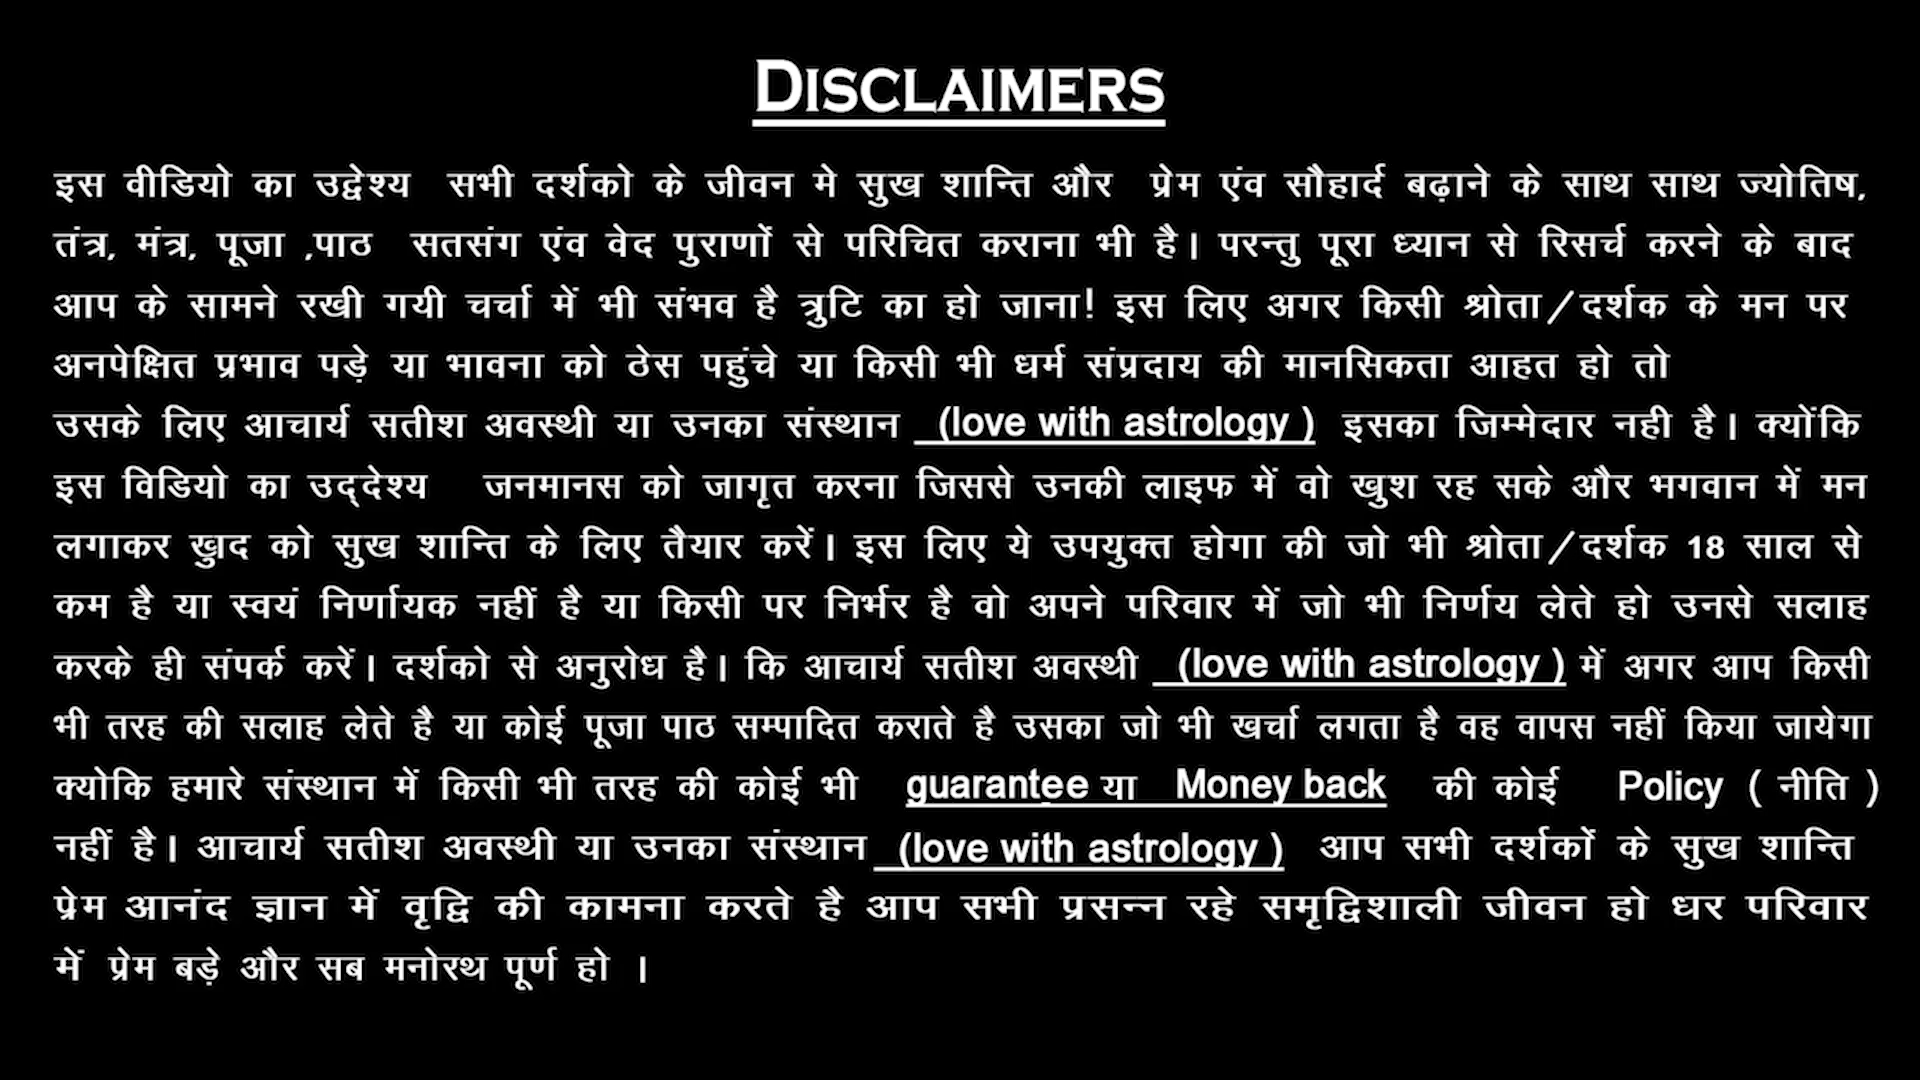 DISCLAIMERS
इस वीडियो का उद्वेश्य सभी दर्शको के जीवन मे सुख शान्ति और प्रेम एंव सौहार्द बढ़ाने के साथ साथ ज्योतिष,
तंत्र, मंत्र, पूजा ,पाठ सतसंग एंव वेद पुराणों से परिचित कराना भी है। परन्तु पूरा ध्यान से रिसर्च करने के बाद
आप के सामने रखी गयी चर्चा में भी संभव है त्रुटि का हो जाना! इस लिए अगर किसी श्रोता/दर्शक के मन पर
अनपेक्षित प्रभाव पड़े या भावना को ठेस पहुंचे या किसी भी धर्म संप्रदाय की मानसिकता आहत हो तो
उसके लिए आचार्य सतीश अवस्थी या उनका संस्थान (love with astrology ) इसका जिम्मेदार नही है। क्योंकि
इस विडियो का उद्देश्य जनमानस को जागृत करना जिससे उनकी लाइफ में वो खुश रह सके और भगवान में मन
लगाकर खुद को सुख शान्ति के लिए तैयार करें। इस लिए ये उपयुक्त होगा की जो भी श्रोता/दर्शक 18 साल से
कम है या स्वयं निर्णायक नहीं है या किसी पर निर्भर है वो अपने परिवार में जो भी निर्णय लेते हो उनसे सलाह
करके ही संपर्क करें। दर्शको से अनुरोध है। कि आचार्य सतीश अवस्थी (love with astrology ) में अगर आप किसी
भी तरह की सलाह लेते है या कोई पूजा पाठ सम्पादित कराते है उसका जो भी खर्चा लगता है वह वापस नहीं किया जायेगा
क्योकि हमारे संस्थान में किसी भी तरह की कोई भी guarantee या Money back की कोई Policy ( नीति )
नहीं है। आचार्य सतीश अवस्थी या उनका संस्थान (love with astrology ) आप सभी दर्शकों के सुख शान्ति
प्रेम आनंद ज्ञान में वृद्वि की कामना करते है आप सभी प्रसन्न रहे समृद्विशाली जीवन हो धर परिवार
में प्रेम बड़े और सब मनोरथ पूर्ण हो ।